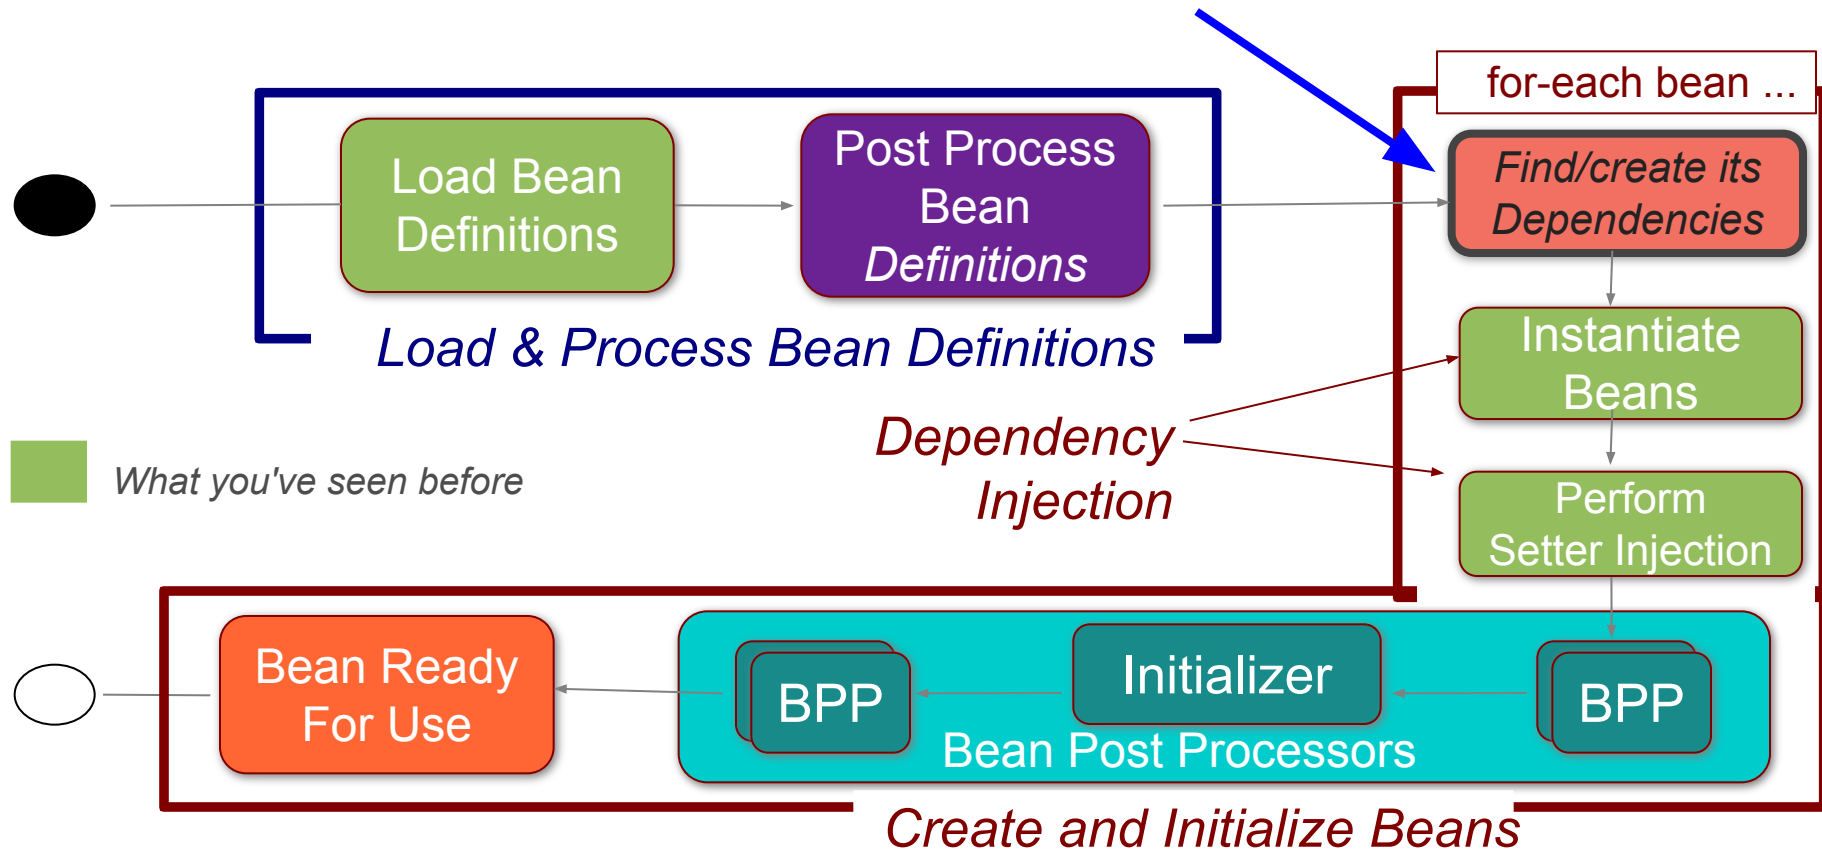 for-each bean ...
Load Bean
Definitions
Post Process
Bean
Definitions
Find/create its
Dependencies
Load & Process Bean Definitions
Instantiate
Beans
Dependency
Injection
What you've seen before
Perform
Setter Injection
Bean Ready
For Use
BPP
Initializer
BPP
Bean Post Processors
Create and Initialize Beans